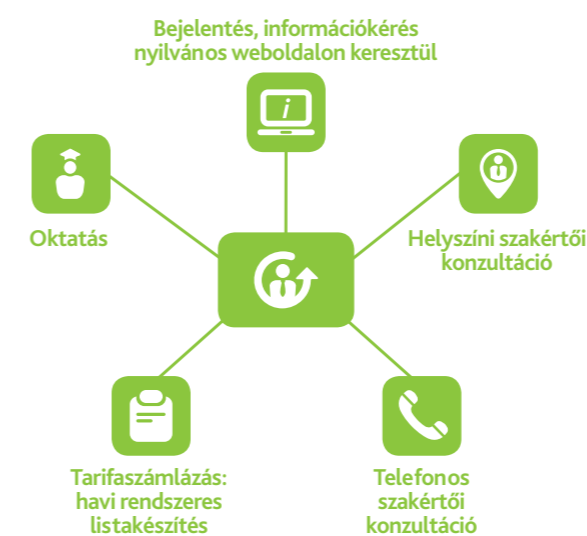 Bejelentés, információkérés
nyilvános weboldalon keresztül
i
Oktatás
Helyszíni szakértői
konzultáció
Tarifaszámlázás:
havi rendszeres
listakészítés
Telefonos
szakértői
konzultáció